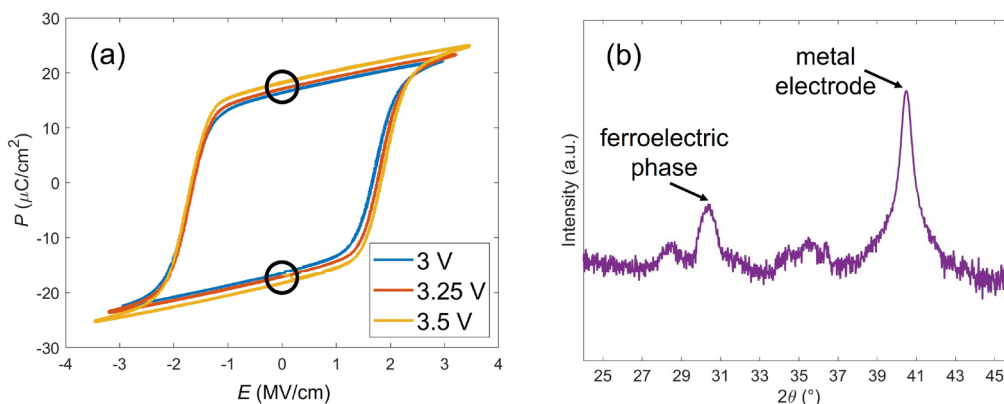 (a)
30
20
10
0
-10
-20
-30
P (μC/cm²)
-4 -3 -2 -1 0 1 2 3 4
E (MV/cm)
3 V
3.25 V
3.5 V
(b)
metal
electrode
ferroelectric
phase
Intensity (a.u.)
25 27 29 31 33 35 37 39 41 43 45
2θ (°)